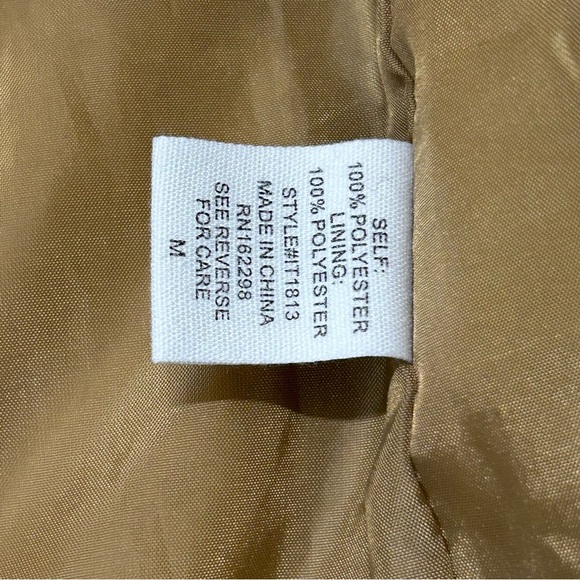 SELF:
100% POLYESTER
LINING:
100% POLYESTER
STYLE#IT1813
MADE IN CHINA
RN162298
SEE REVERSE
FOR CARE
M